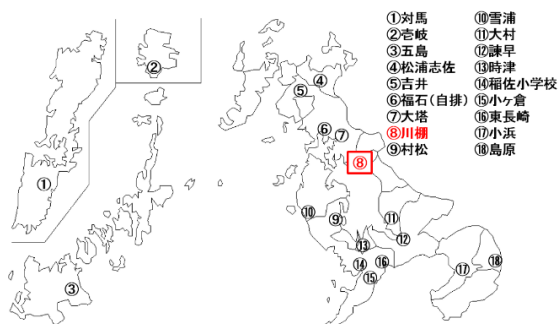 ①対馬 ⑩雪浦
②壱岐 ⑪大村
③五島 ⑫諫早
④松浦志佐 ⑬時津
⑤吉井 ⑭稲佐小学校
⑥福石(自排) ⑮小ヶ倉
⑦大塔 ⑯東長崎
⑧川棚 ⑰小浜
⑨村松 ⑱島原
②
④
⑤
⑥
⑦
⑧
①
⑩
⑨
⑪
⑫
⑬
⑭
⑯
⑰
⑱
⑮
③